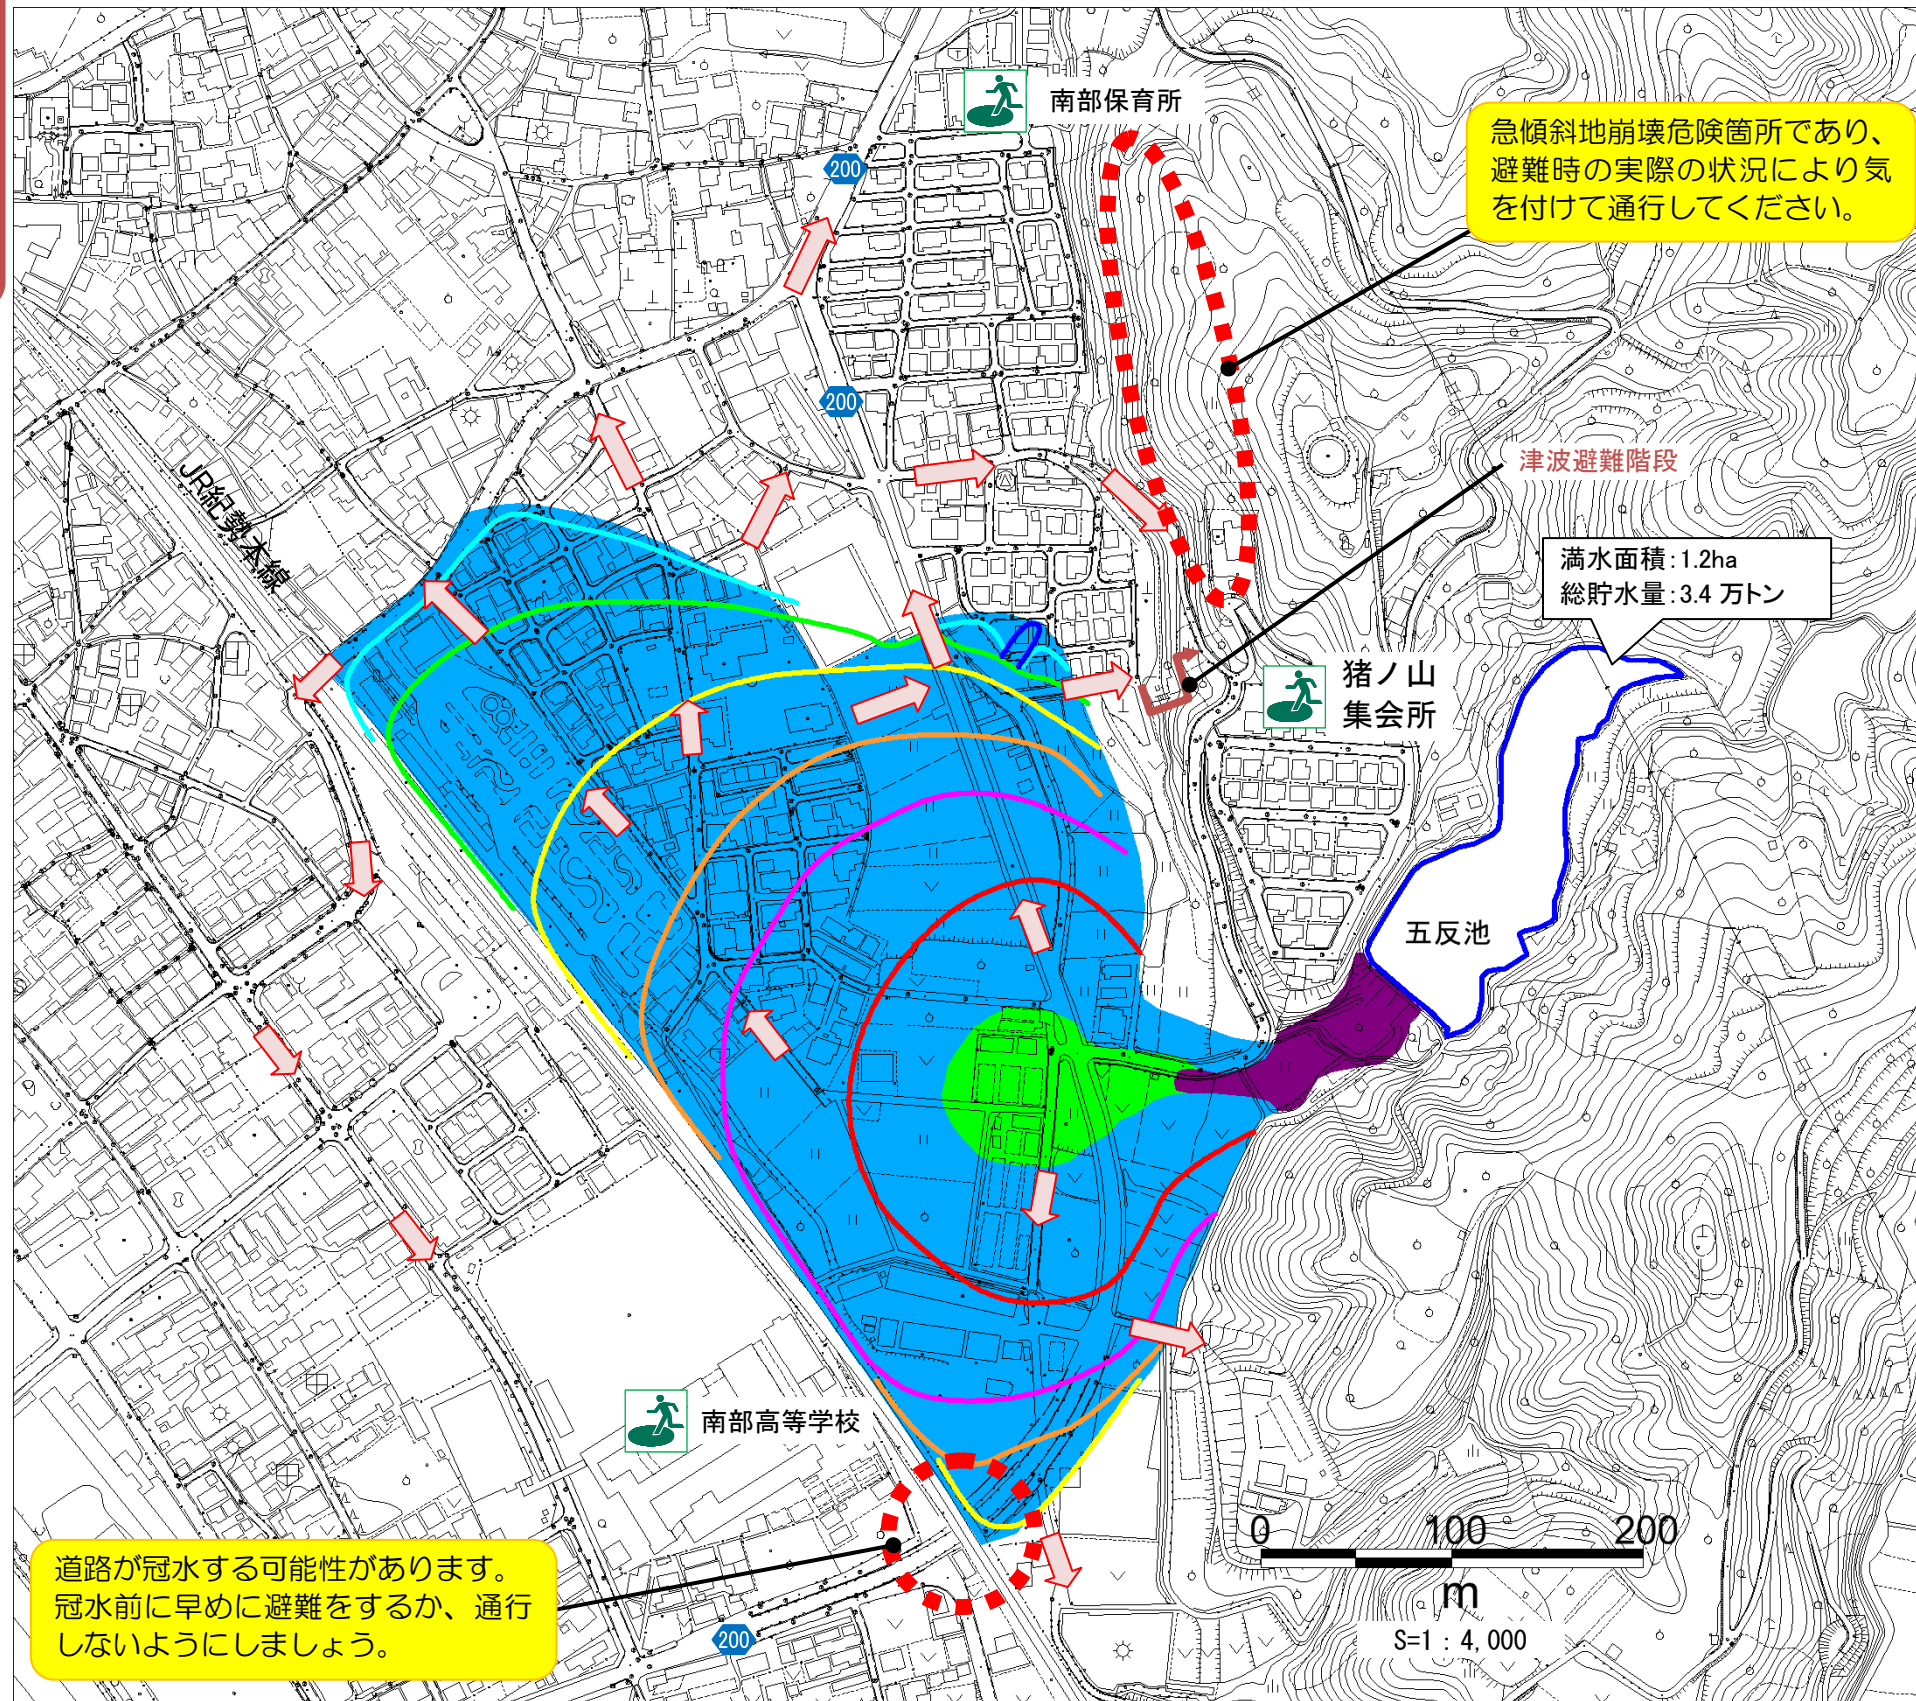 南部保育所
急傾斜地崩壊危険箇所であり、
避難時の実際の状況により気
を付けて通行してください。
200
200
津波避難階段
JR紀勢本線
満水面積:1.2ha
総貯水量:3.4 万トン
猪ノ山
集会所
五反池
南部高等学校
道路が冠水する可能性があります。
冠水前に早めに避難をするか、通行
しないようにしましょう。
200
0 100 200
m
S=1:4,000